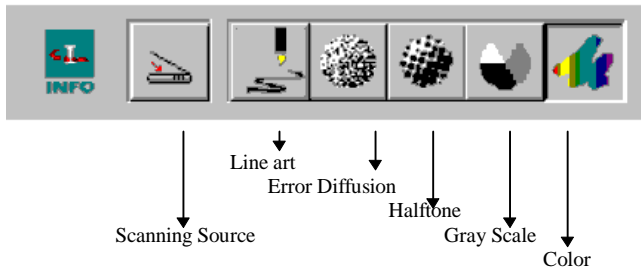 INFO
Line art
Error Diffusion
Halftone
Scanning Source
Gray Scale
Color